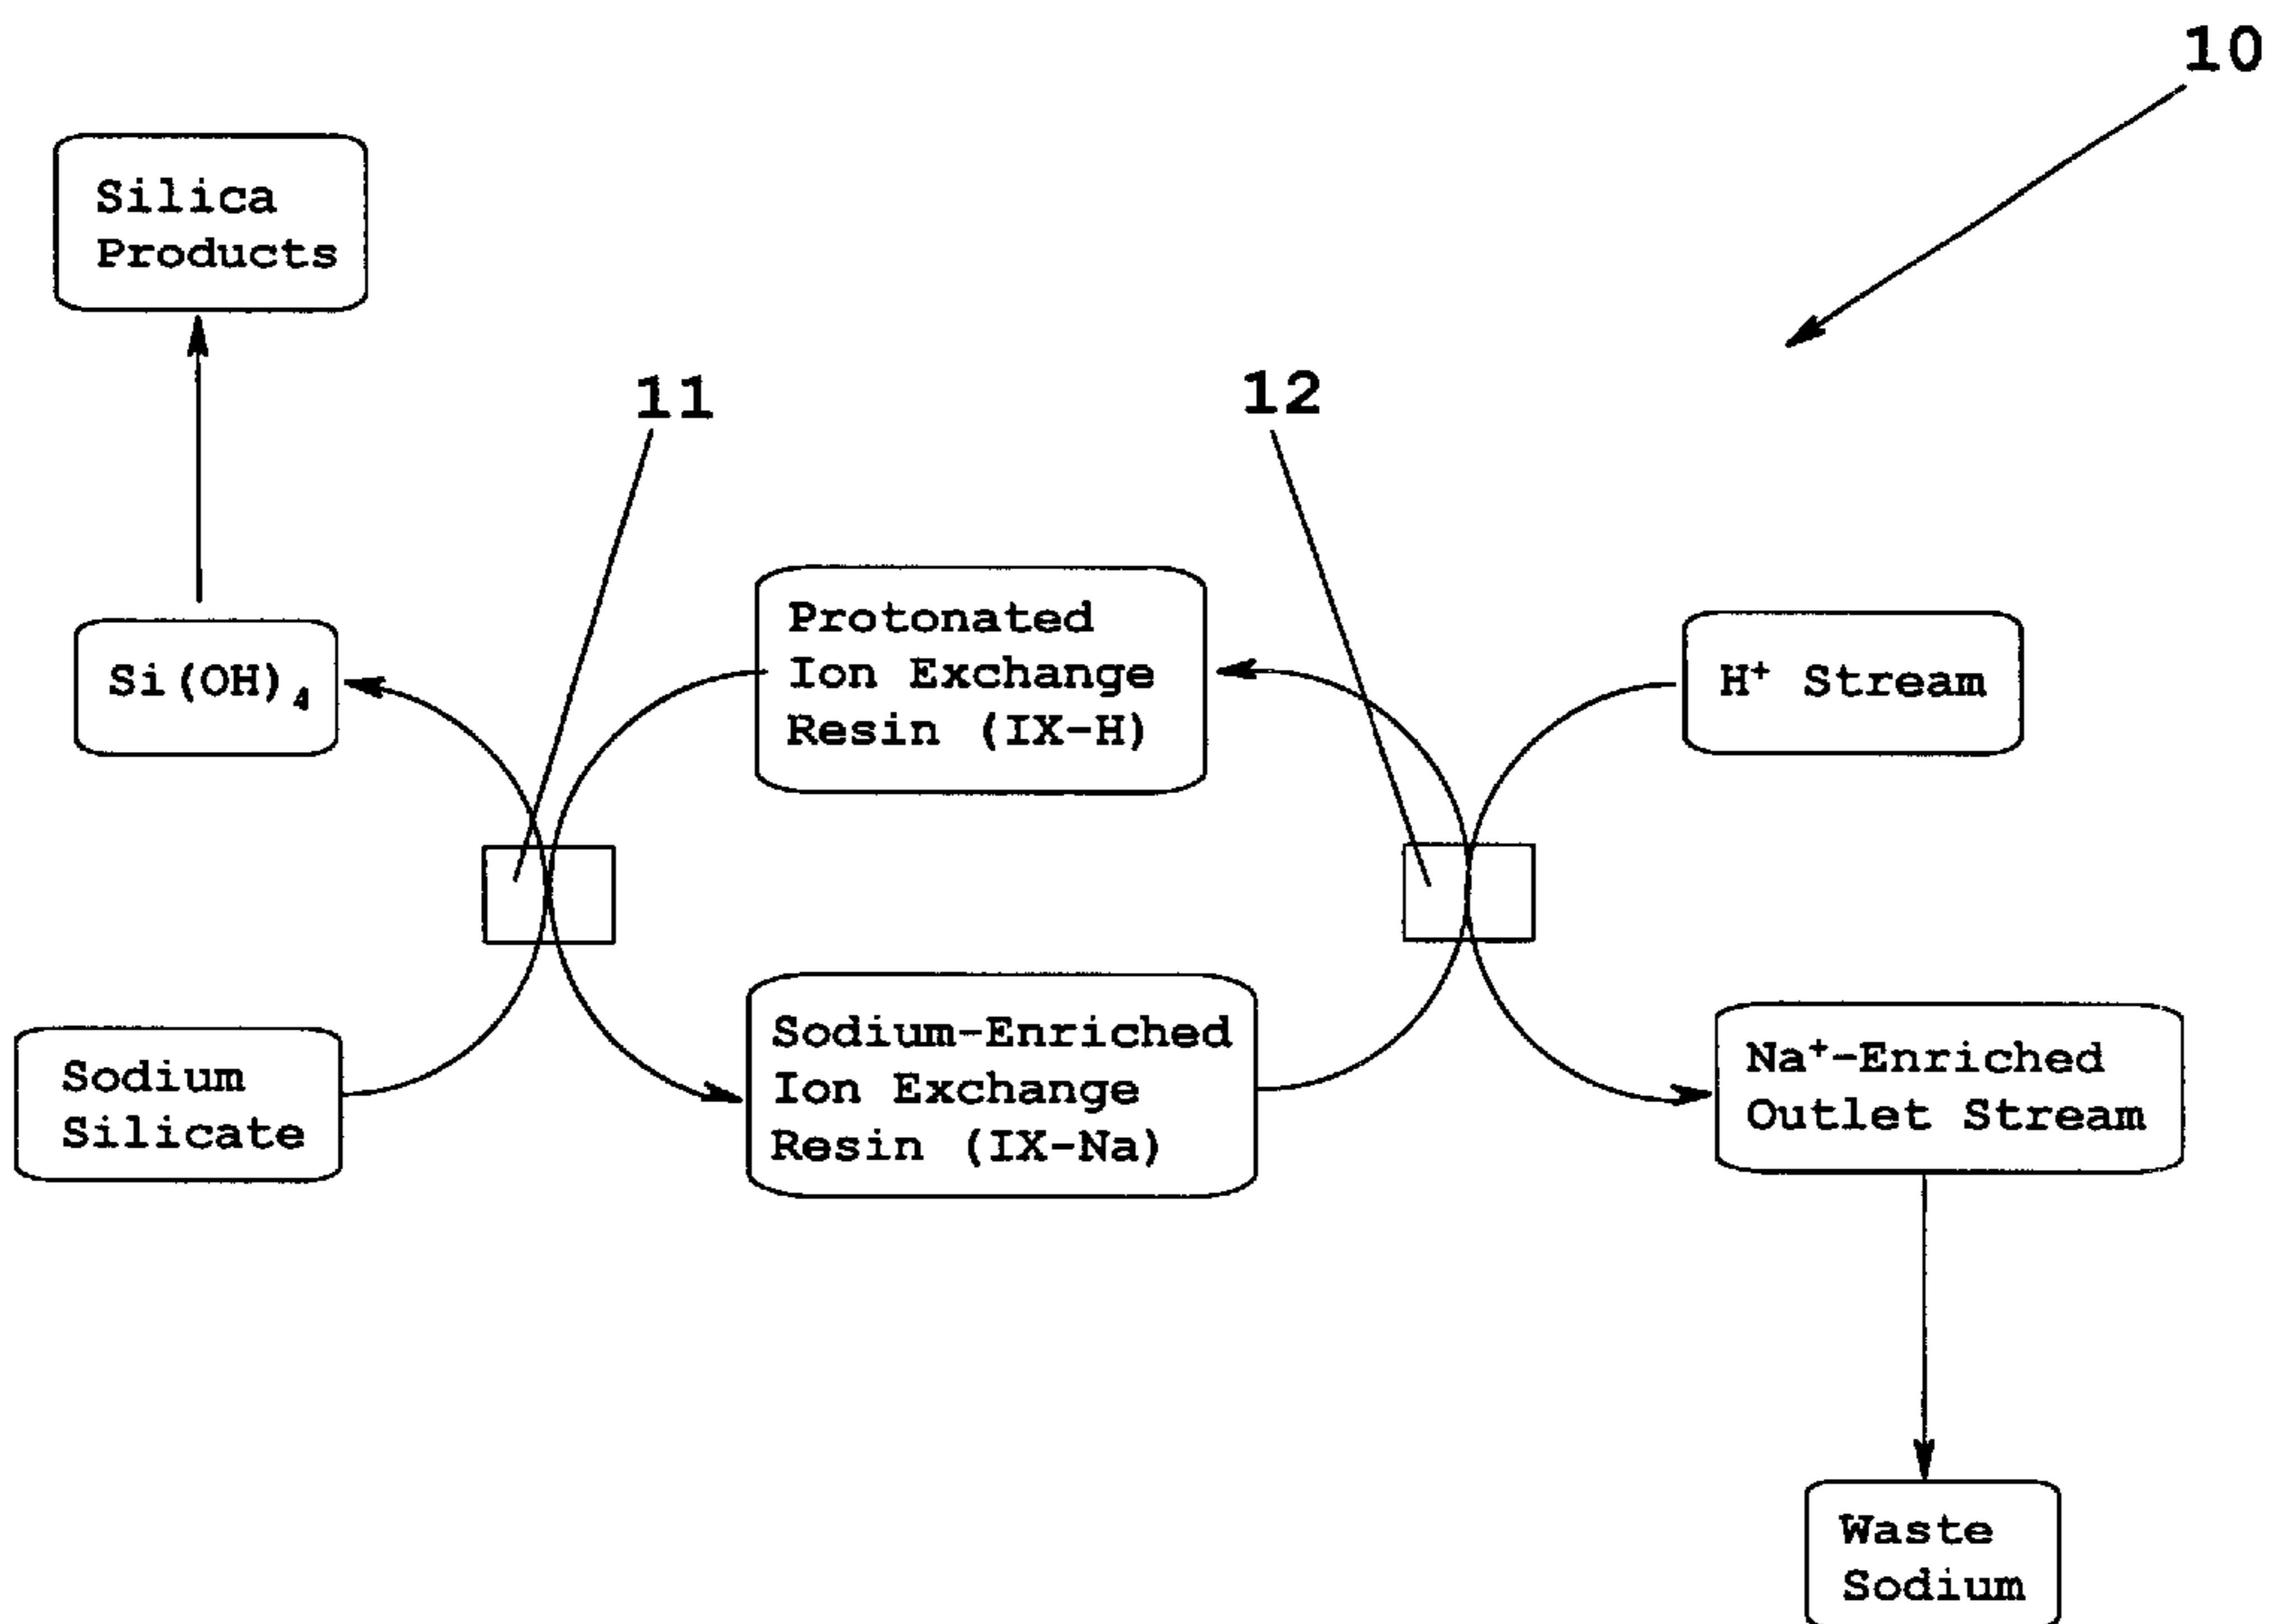 10
Silica
Products
11
12
Protonated
Ion Exchange
Resin (IX-H)
Si(OH)₄
H⁺ Stream
Sodium
Silicate
Sodium-Enriched
Ion Exchange
Resin (IX-Na)
Na⁺-Enriched
Outlet Stream
Waste
Sodium